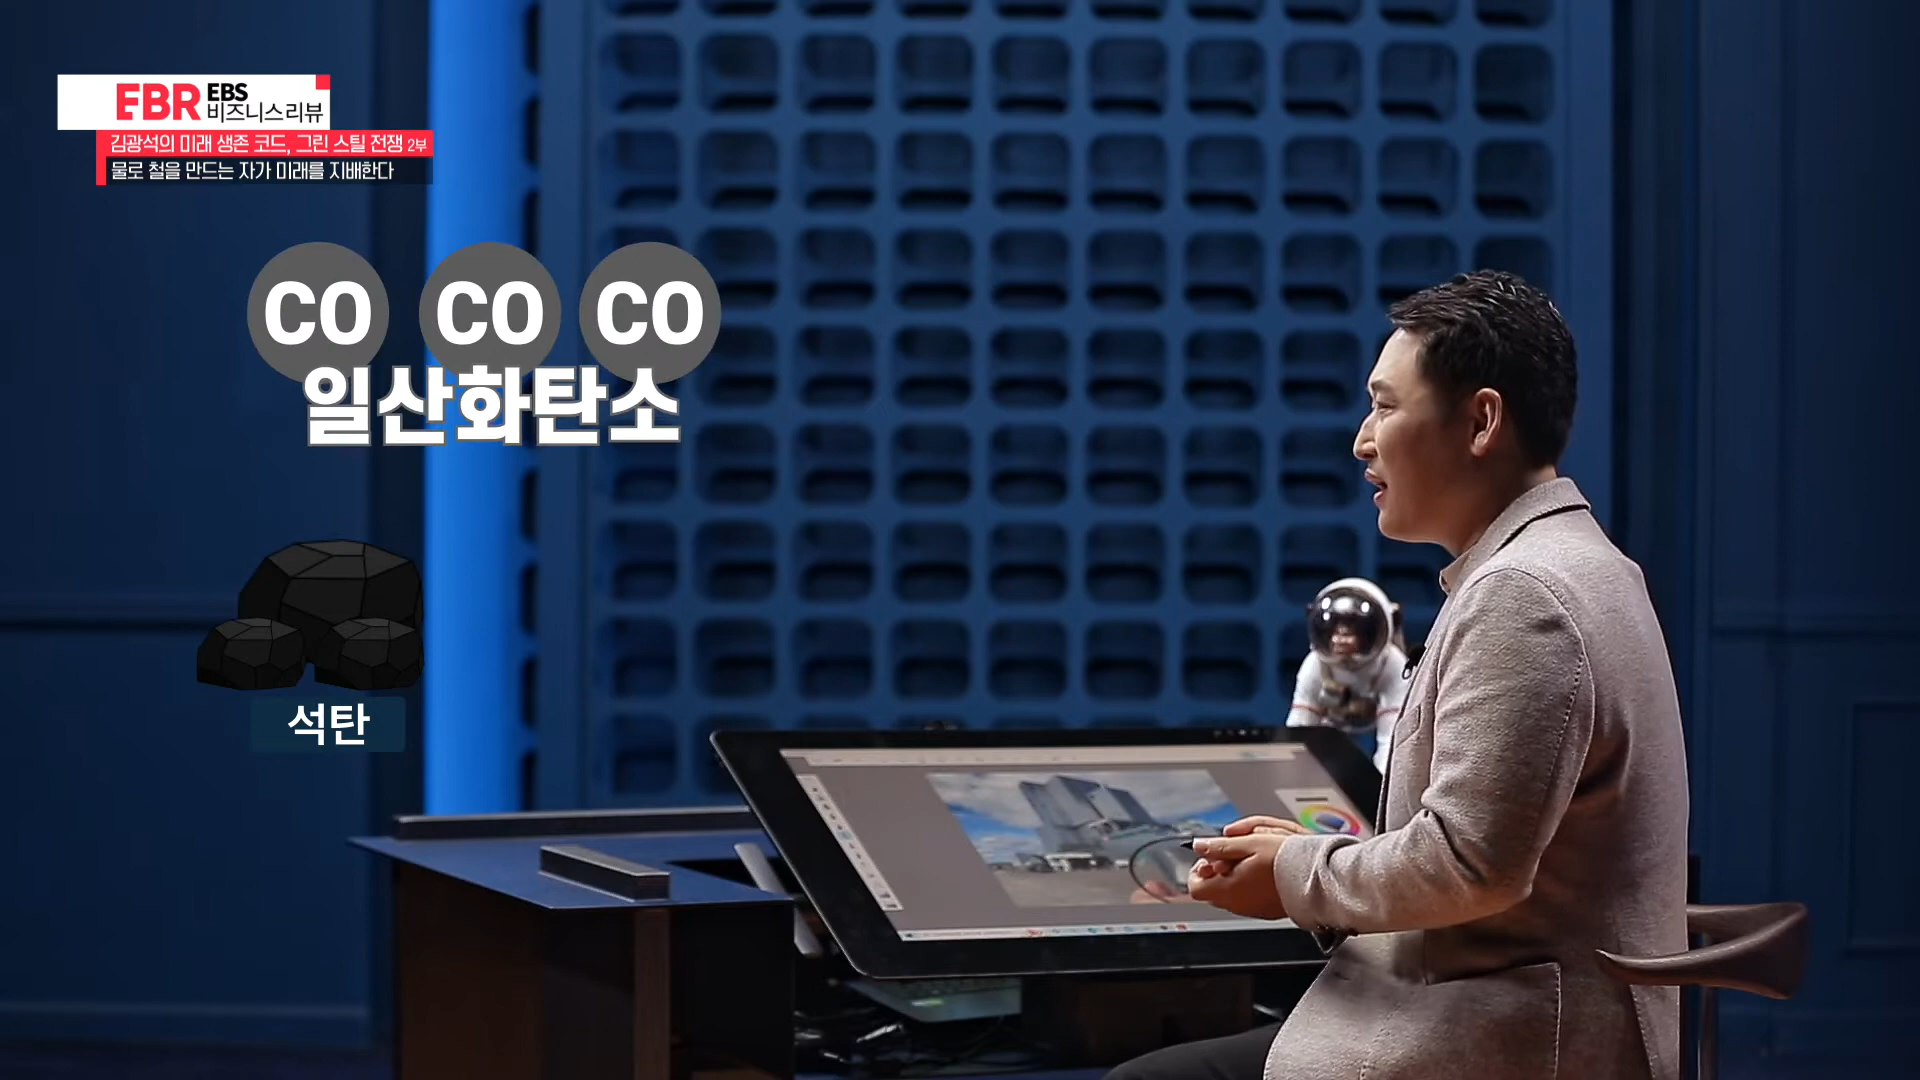 EBR EBS
비즈니스리뷰
김광석의 미래 생존 코드, 그린 스틸 전쟁 2부
물로 철을 만드는 자가 미래를 지배한다
CO CO CO
일산화탄소
석탄